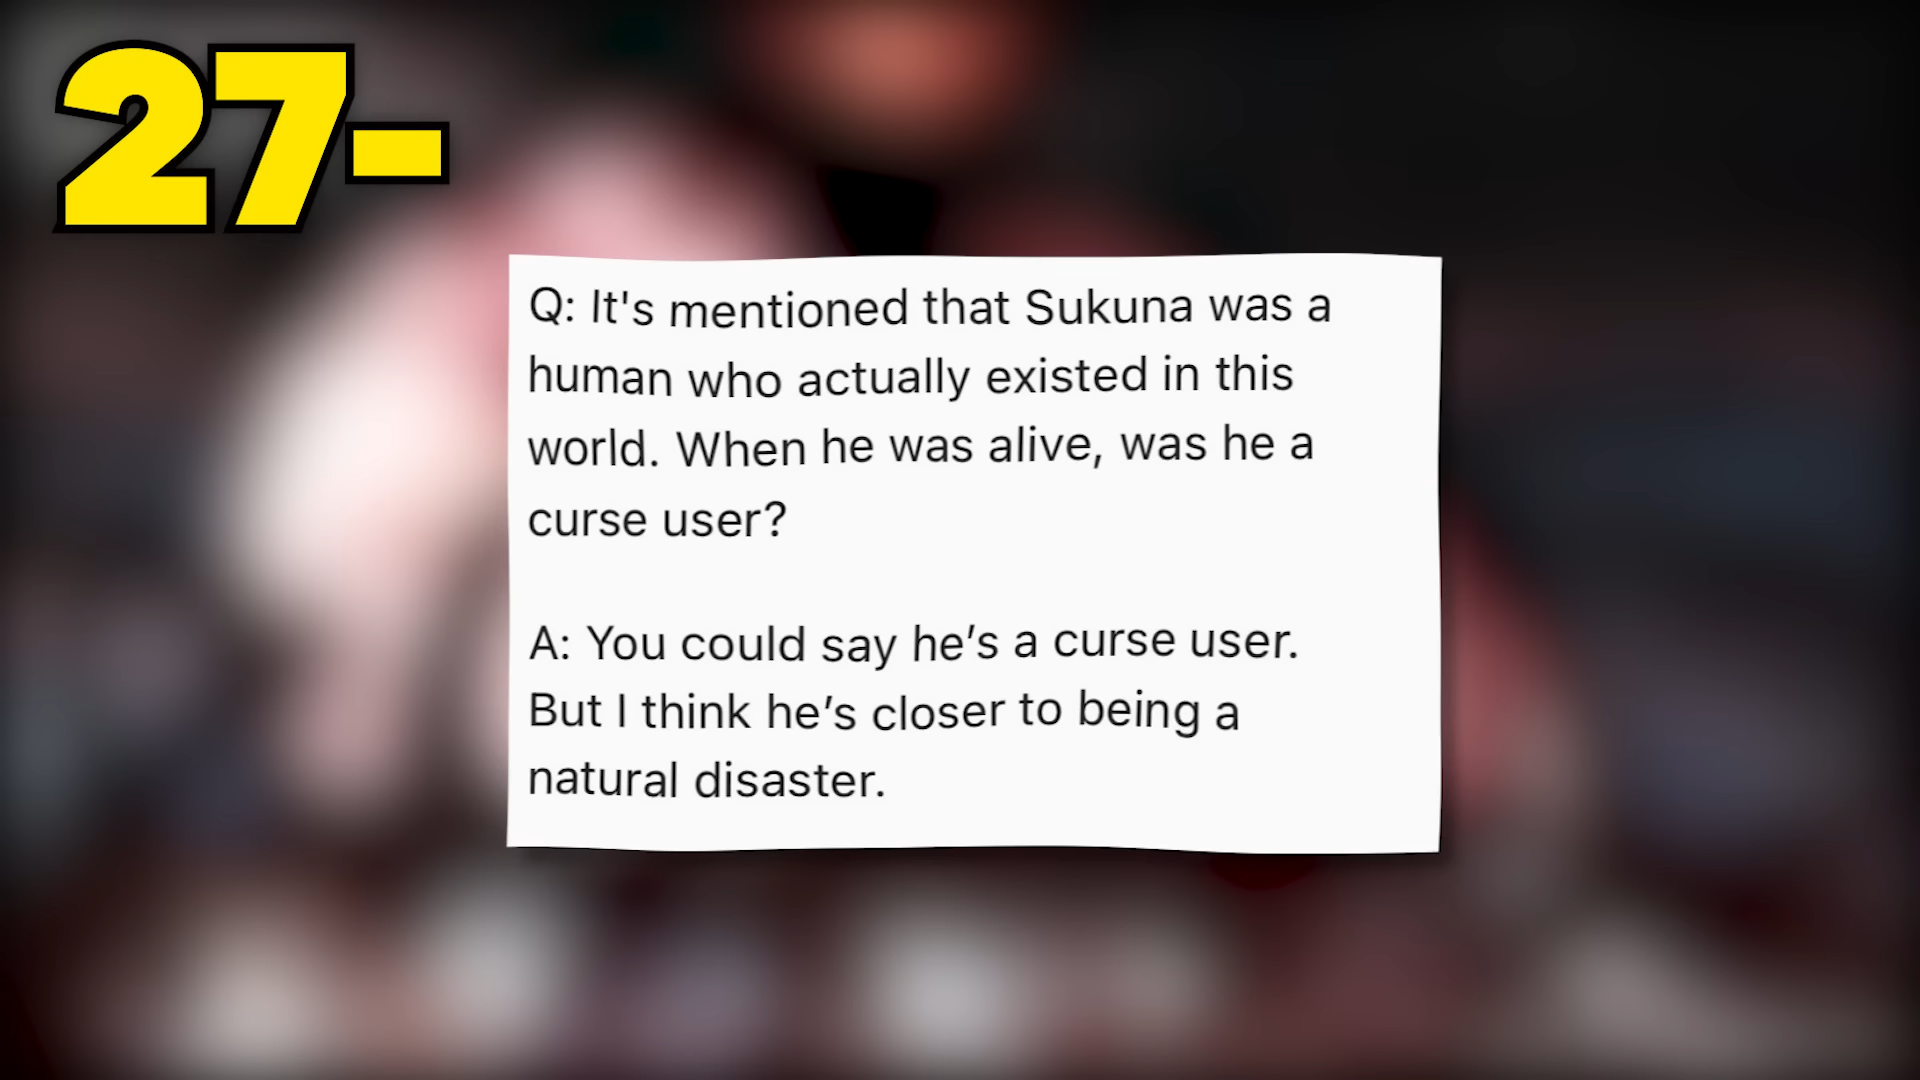 27-
Q: It's mentioned that Sukuna was a
human who actually existed in this
world. When he was alive, was he a
curse user?
A: You could say he’s a curse user.
But I think he’s closer to being a
natural disaster.